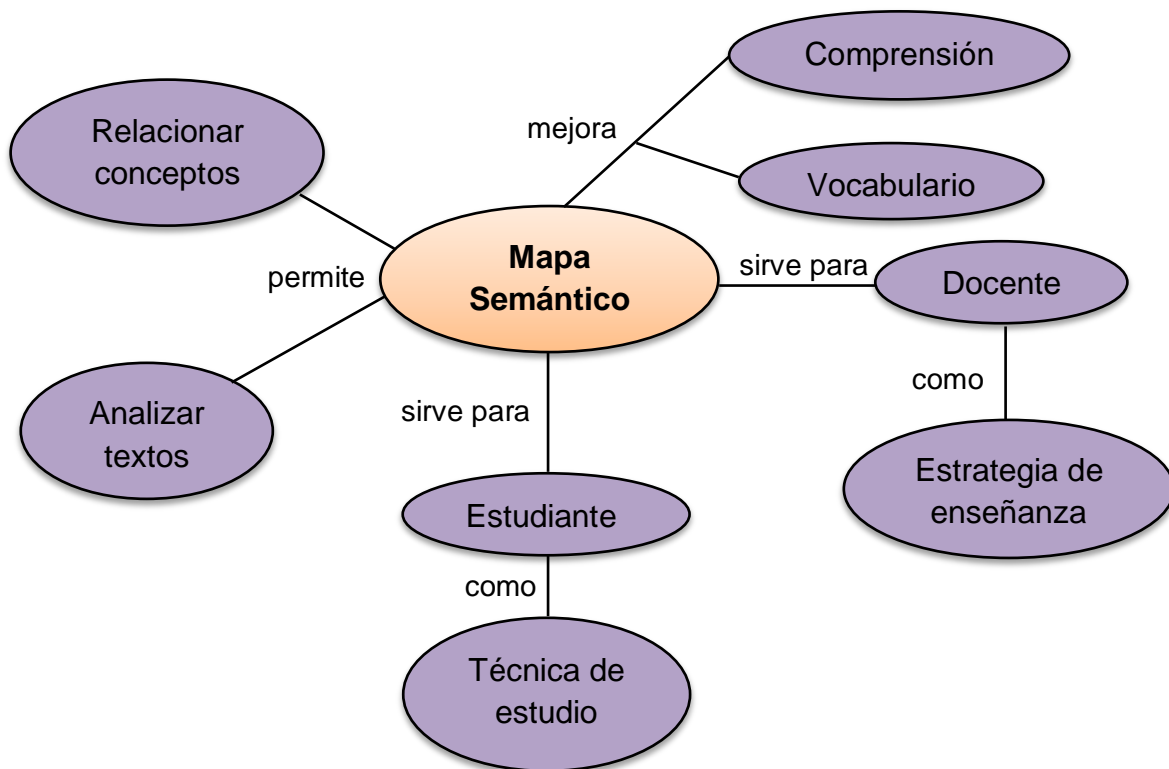 Comprensión
mejora
Relacionar
conceptos
Vocabulario
Mapa
Semántico
sirve para
Docente
permite
como
Analizar
textos
sirve para
Estrategia de
enseñanza
Estudiante
como
Técnica de
estudio